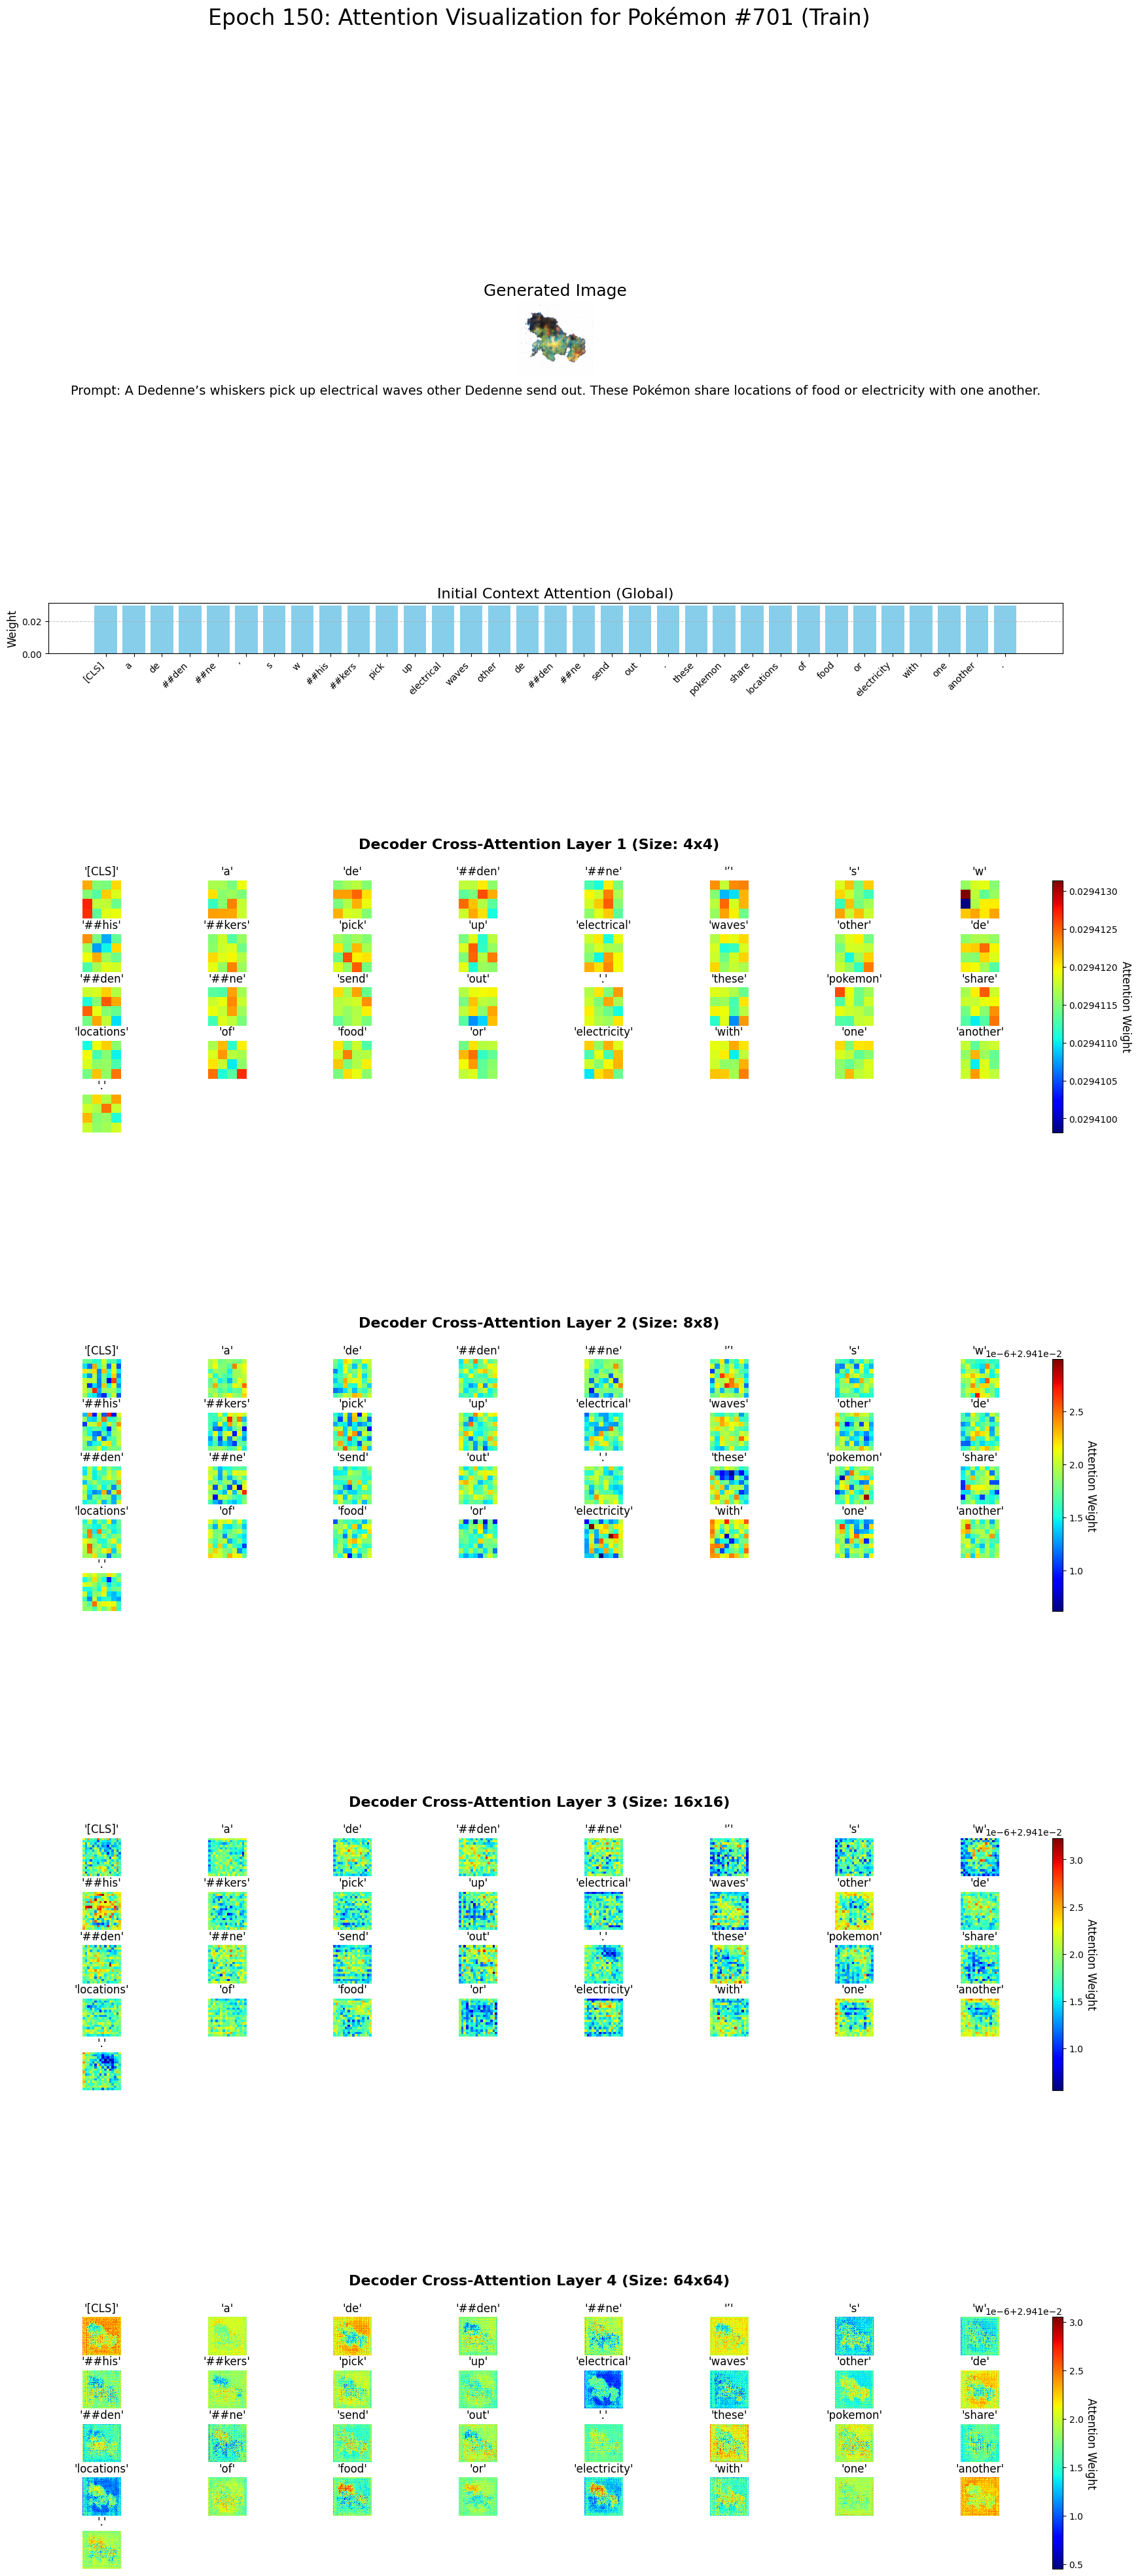 Epoch 150: Attention Visualization for Pokémon #701 (Train)
Generated Image
Prompt: A Dedenne’s whiskers pick up electrical waves other Dedenne send out. These Pokémon share locations of food or electricity with one another.
Initial Context Attention (Global)
Weight
0.02
0.00
[CLS] a de ##den ##ne ’ s w ##his ##kers pick up electrical waves other de ##den ##ne send out . these pokemon share locations of food or electricity with one another .
Decoder Cross-Attention Layer 1 (Size: 4x4)
'[CLS]' 'a' 'de' '##den' '##ne' '’' 's' 'w'
'##his' '##kers' 'pick' 'up' 'electrical' 'waves' 'other' 'de'
'##den' '##ne' 'send' 'out' '.' 'these' 'pokemon' 'share'
'locations' 'of' 'food' 'or' 'electricity' 'with' 'one' 'another'
'.'
0.0294130
0.0294125
0.0294120
0.0294115
0.0294110
0.0294105
0.0294100
Attention Weight
Decoder Cross-Attention Layer 2 (Size: 8x8)
'[CLS]' 'a' 'de' '##den' '##ne' '’' 's' 'w'
'##his' '##kers' 'pick' 'up' 'electrical' 'waves' 'other' 'de'
'##den' '##ne' 'send' 'out' '.' 'these' 'pokemon' 'share'
'locations' 'of' 'food' 'or' 'electricity' 'with' 'one' 'another'
'.'
1e−6+2.941e−2
2.5
2.0
1.5
1.0
Attention Weight
Decoder Cross-Attention Layer 3 (Size: 16x16)
'[CLS]' 'a' 'de' '##den' '##ne' '’' 's' 'w'
'##his' '##kers' 'pick' 'up' 'electrical' 'waves' 'other' 'de'
'##den' '##ne' 'send' 'out' '.' 'these' 'pokemon' 'share'
'locations' 'of' 'food' 'or' 'electricity' 'with' 'one' 'another'
'.'
1e−6+2.941e−2
3.0
2.5
2.0
1.5
1.0
Attention Weight
Decoder Cross-Attention Layer 4 (Size: 64x64)
'[CLS]' 'a' 'de' '##den' '##ne' '’' 's' 'w'
'##his' '##kers' 'pick' 'up' 'electrical' 'waves' 'other' 'de'
'##den' '##ne' 'send' 'out' '.' 'these' 'pokemon' 'share'
'locations' 'of' 'food' 'or' 'electricity' 'with' 'one' 'another'
'.'
1e−6+2.941e−2
3.0
2.5
2.0
1.5
1.0
0.5
Attention Weight